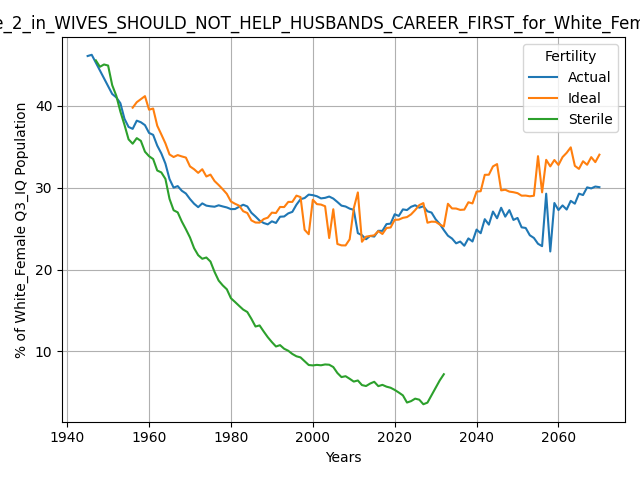 e_2_in_WIVES_SHOULD_NOT_HELP_HUSBANDS_CAREER_FIRST_for_White_Fem
Fertility
Actual
Ideal
Sterile
% of White_Female Q3_IQ Population
40
30
20
10
1940 1960 1980 2000 2020 2040 2060
Years